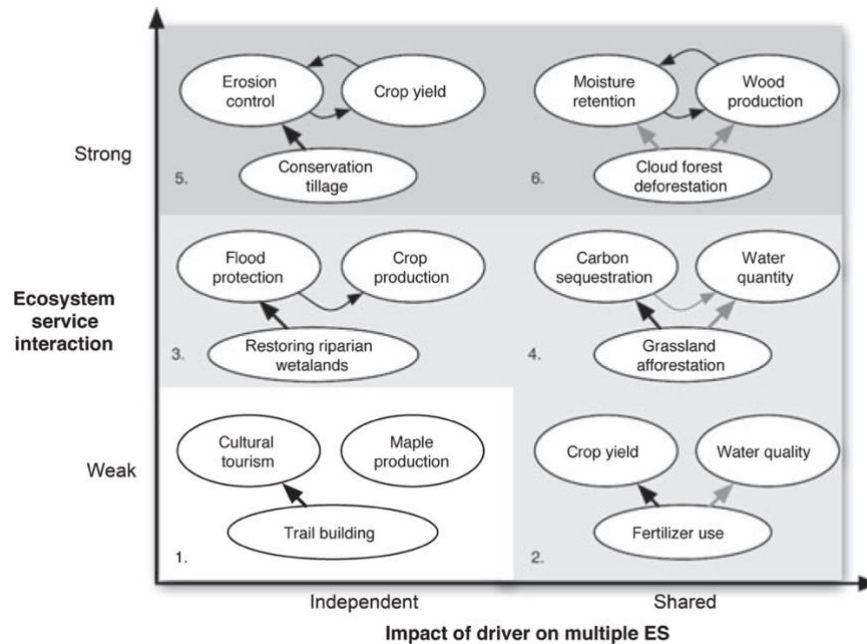 Strong
Erosion
control
Crop yield
Conservation
tillage
5.
Moisture
retention
Wood
production
Cloud forest
deforestation
6.
Ecosystem
service
interaction
Flood
protection
Crop
production
Restoring riparian
wetalands
3.
Carbon
sequestration
Water
quantity
Grassland
afforestation
4.
Weak
Cultural
tourism
Maple
production
Trail building
1.
Crop yield
Water quality
Fertilizer use
2.
Independent
Shared
Impact of driver on multiple ES